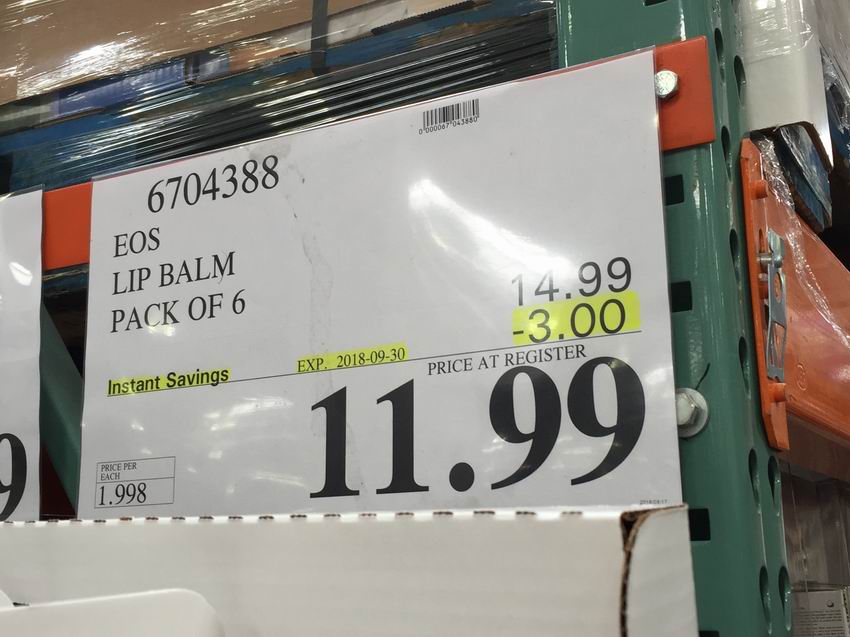 0000067043880
6704388
EOS
LIP BALM
PACK OF 6
14.99
-3.00
Instant Savings
EXP. 2018-09-30
PRICE AT REGISTER
11.99
PRICE PER
EACH
1.998
9